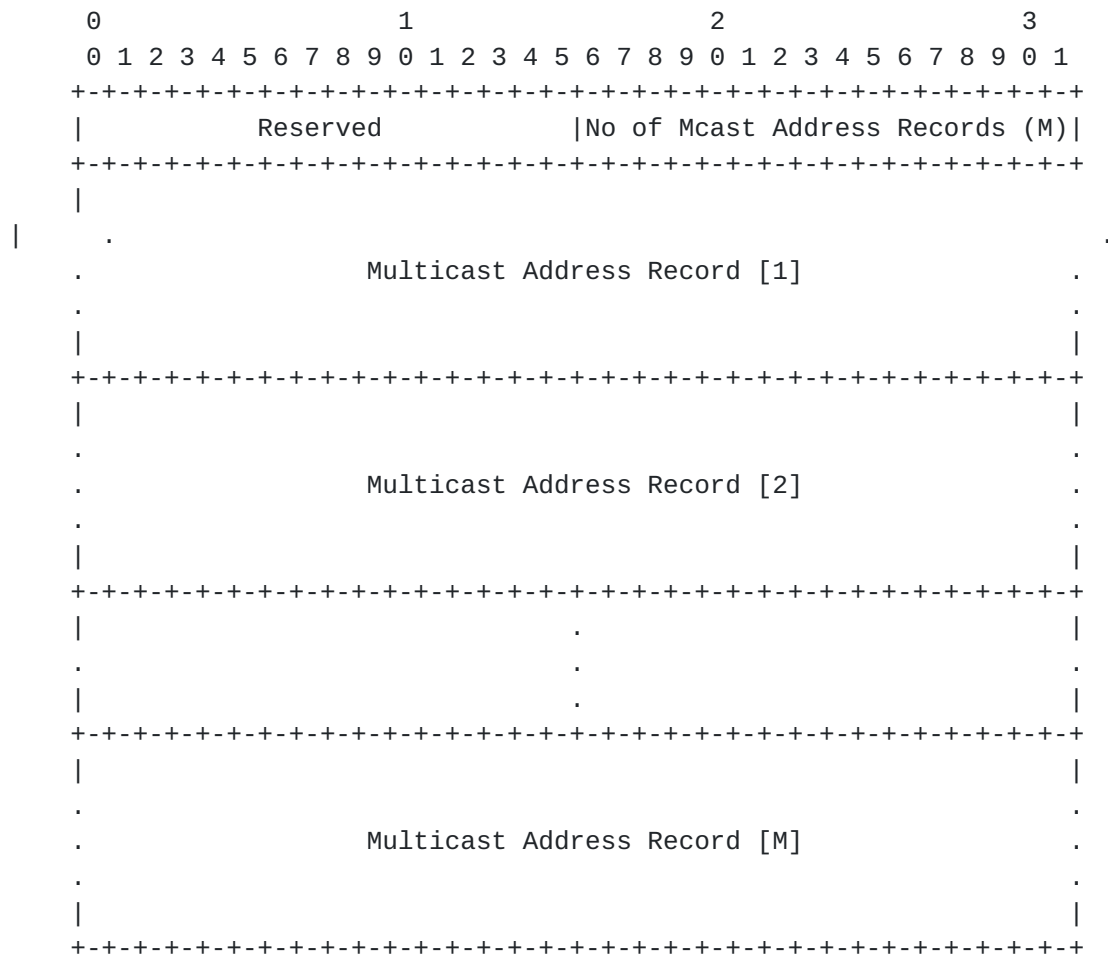 0                   1                   2                   3
 0 1 2 3 4 5 6 7 8 9 0 1 2 3 4 5 6 7 8 9 0 1 2 3 4 5 6 7 8 9 0 1
+-+-+-+-+-+-+-+-+-+-+-+-+-+-+-+-+-+-+-+-+-+-+-+-+-+-+-+-+-+-+-+-+
|           Reserved            |No of Mcast Address Records (M)|
+-+-+-+-+-+-+-+-+-+-+-+-+-+-+-+-+-+-+-+-+-+-+-+-+-+-+-+-+-+-+-+-+
|
|     .                                                               .
.                  Multicast Address Record [1]                 .
.                                                               .
|                                                               |
+-+-+-+-+-+-+-+-+-+-+-+-+-+-+-+-+-+-+-+-+-+-+-+-+-+-+-+-+-+-+-+-+
|                                                               |
.                                                               .
.                  Multicast Address Record [2]                 .
.                                                               .
|                                                               |
+-+-+-+-+-+-+-+-+-+-+-+-+-+-+-+-+-+-+-+-+-+-+-+-+-+-+-+-+-+-+-+-+
|                               .                               |
.                               .                               .
|                               .                               |
+-+-+-+-+-+-+-+-+-+-+-+-+-+-+-+-+-+-+-+-+-+-+-+-+-+-+-+-+-+-+-+-+
|                                                               |
.                                                               .
.                  Multicast Address Record [M]                 .
.                                                               .
|                                                               |
+-+-+-+-+-+-+-+-+-+-+-+-+-+-+-+-+-+-+-+-+-+-+-+-+-+-+-+-+-+-+-+-+